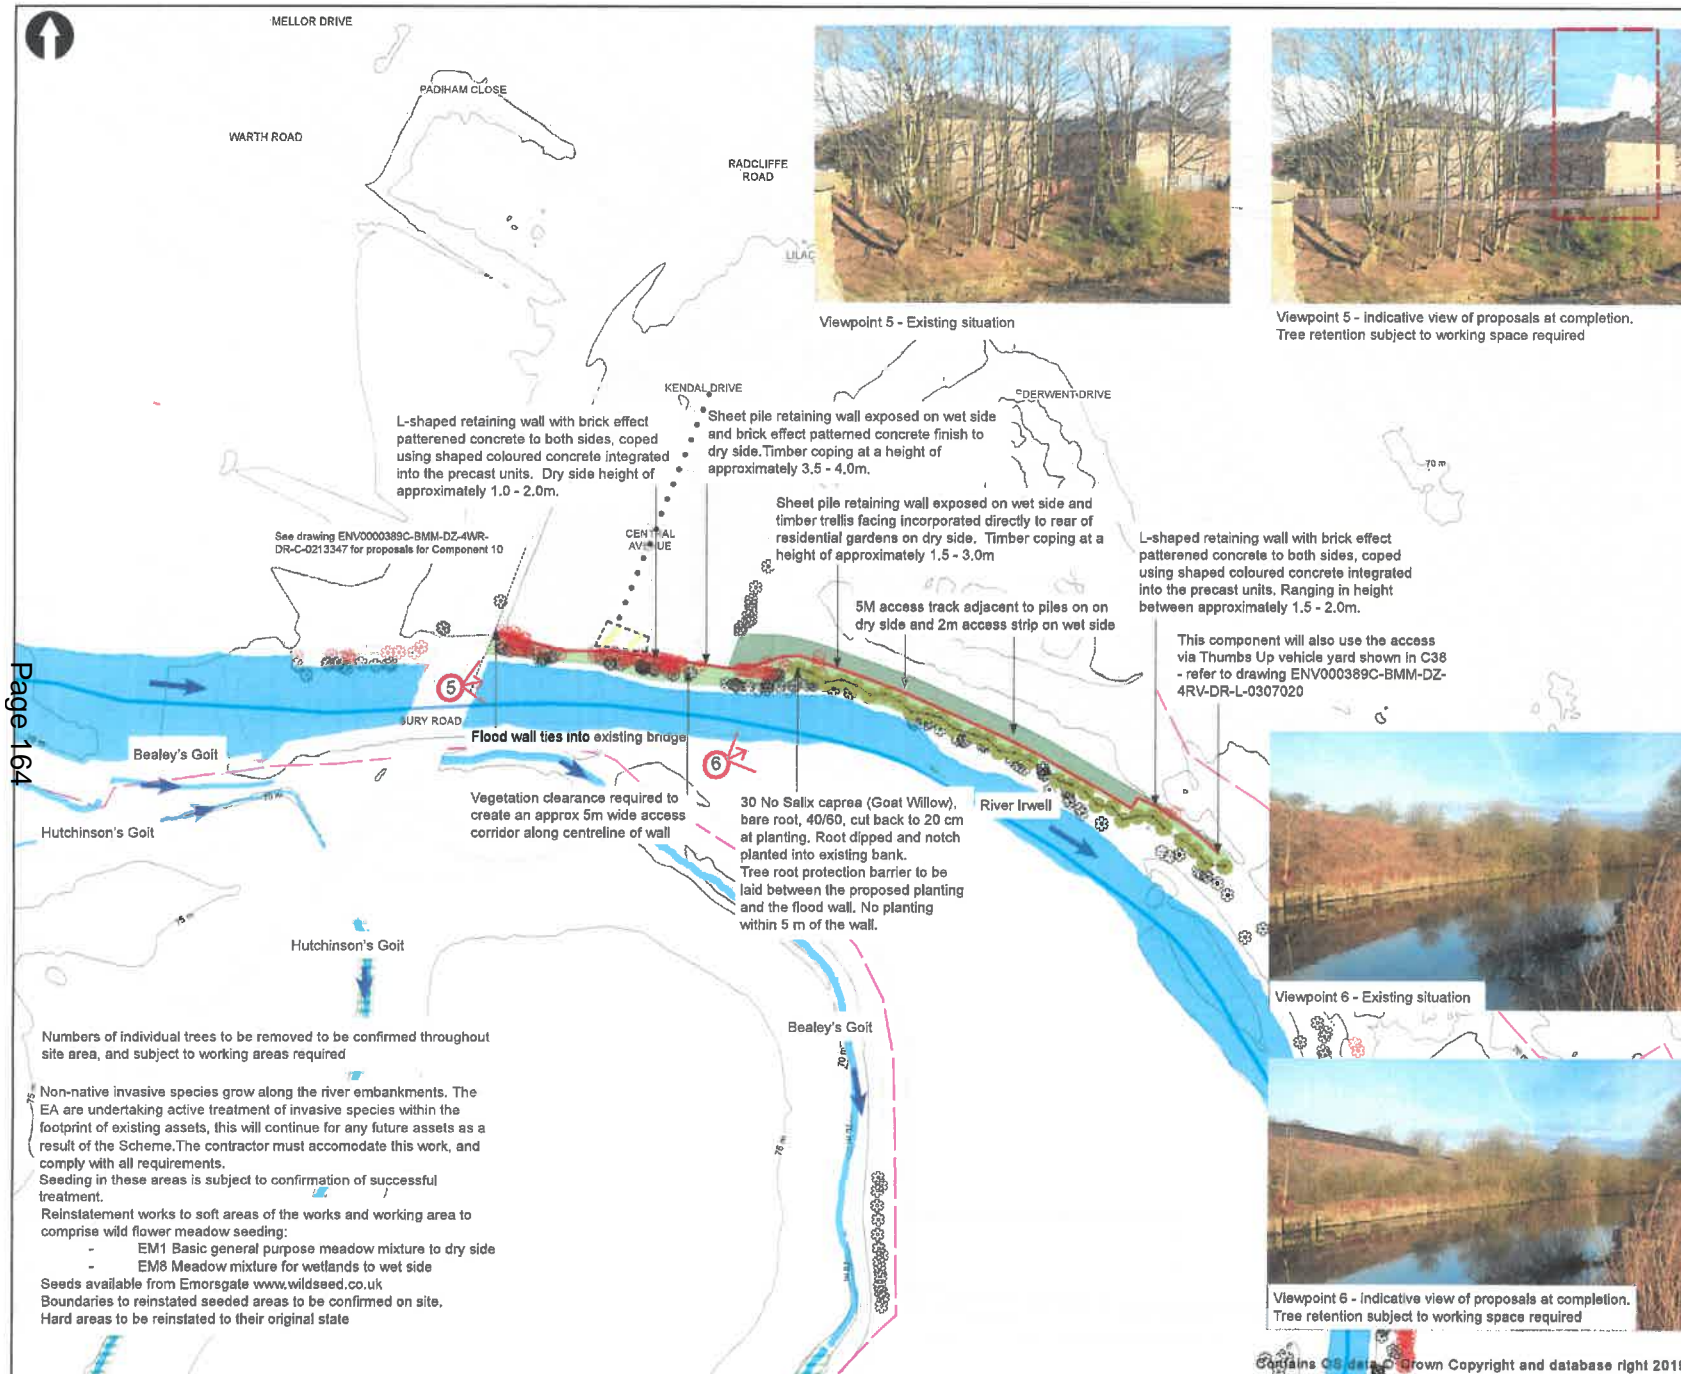 MELLOR DRIVE
PADIHAM CLOSE
WARTH ROAD
RADCLIFFE
ROAD
LILAC
Viewpoint 5 - Existing situation
Viewpoint 5 - indicative view of proposals at completion.
Tree retention subject to working space required
KENDAL DRIVE
DERWENT DRIVE
L-shaped retaining wall with brick effect
patterened concrete to both sides, coped
using shaped coloured concrete integrated
into the precast units. Dry side height of
approximately 1.0 - 2.0m.
Sheet pile retaining wall exposed on wet side
and brick effect patterned concrete finish to
dry side.Timber coping at a height of
approximately 3.5 - 4.0m.
70 m
Sheet pile retaining wall exposed on wet side and
timber trellis facing incorporated directly to rear of
residential gardens on dry side. Timber coping at a
height of approximately 1.5 - 3.0m
See drawing ENV0000389C-BMM-DZ-4WR-
DR-C-0213347 for proposals for Component 10
CENTRAL
AVENUE
L-shaped retaining wall with brick effect
patterened concrete to both sides, coped
using shaped coloured concrete integrated
into the precast units. Ranging in height
between approximately 1.5 - 2.0m.
5M access track adjacent to piles on on
dry side and 2m access strip on wet side
This component will also use the access
via Thumbs Up vehicle yard shown in C38
- refer to drawing ENV000389C-BMM-DZ-
4RV-DR-L-0307020
Page 164
5
BURY ROAD
Flood wall ties into existing bridge
Bealey's Goit
6
70 m
Hutchinson's Goit
Vegetation clearance required to
create an approx 5m wide access
corridor along centreline of wall
30 No Salix caprea (Goat Willow),
bare root, 40/60, cut back to 20 cm
at planting. Root dipped and notch
planted into existing bank.
Tree root protection barrier to be
laid between the proposed planting
and the flood wall. No planting
within 5 m of the wall.
River Irwell
75 m
Hutchinson's Goit
Viewpoint 6 - Existing situation
Bealey's Goit
70 m
Numbers of individual trees to be removed to be confirmed throughout
site area, and subject to working areas required
Non-native invasive species grow along the river embankments. The
EA are undertaking active treatment of invasive species within the
footprint of existing assets, this will continue for any future assets as a
result of the Scheme.The contractor must accomodate this work, and
comply with all requirements.
Seeding in these areas is subject to confirmation of successful
treatment.
Reinstatement works to soft areas of the works and working area to
comprise wild flower meadow seeding:
- EM1 Basic general purpose meadow mixture to dry side
- EM8 Meadow mixture for wetlands to wet side
Seeds available from Emorsgate www.wildseed.co.uk
Boundaries to reinstated seeded areas to be confirmed on site.
Hard areas to be reinstated to their original state
Viewpoint 6 - indicative view of proposals at completion.
Tree retention subject to working space required
Contains OS data © Crown Copyright and database right 2019